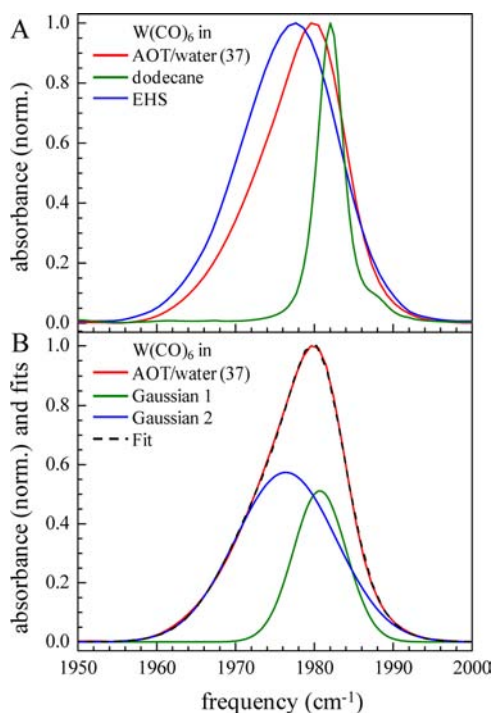 A
W(CO)6 in
AOT/water (37)
dodecane
EHS
absorbance (norm.)
1.0
0.8
0.6
0.4
0.2
0.0
B
W(CO)6 in
AOT/water (37)
Gaussian 1
Gaussian 2
Fit
absorbance (norm.) and fits
1.0
0.8
0.6
0.4
0.2
0.0
1950 1960 1970 1980 1990 2000
frequency (cm-1)